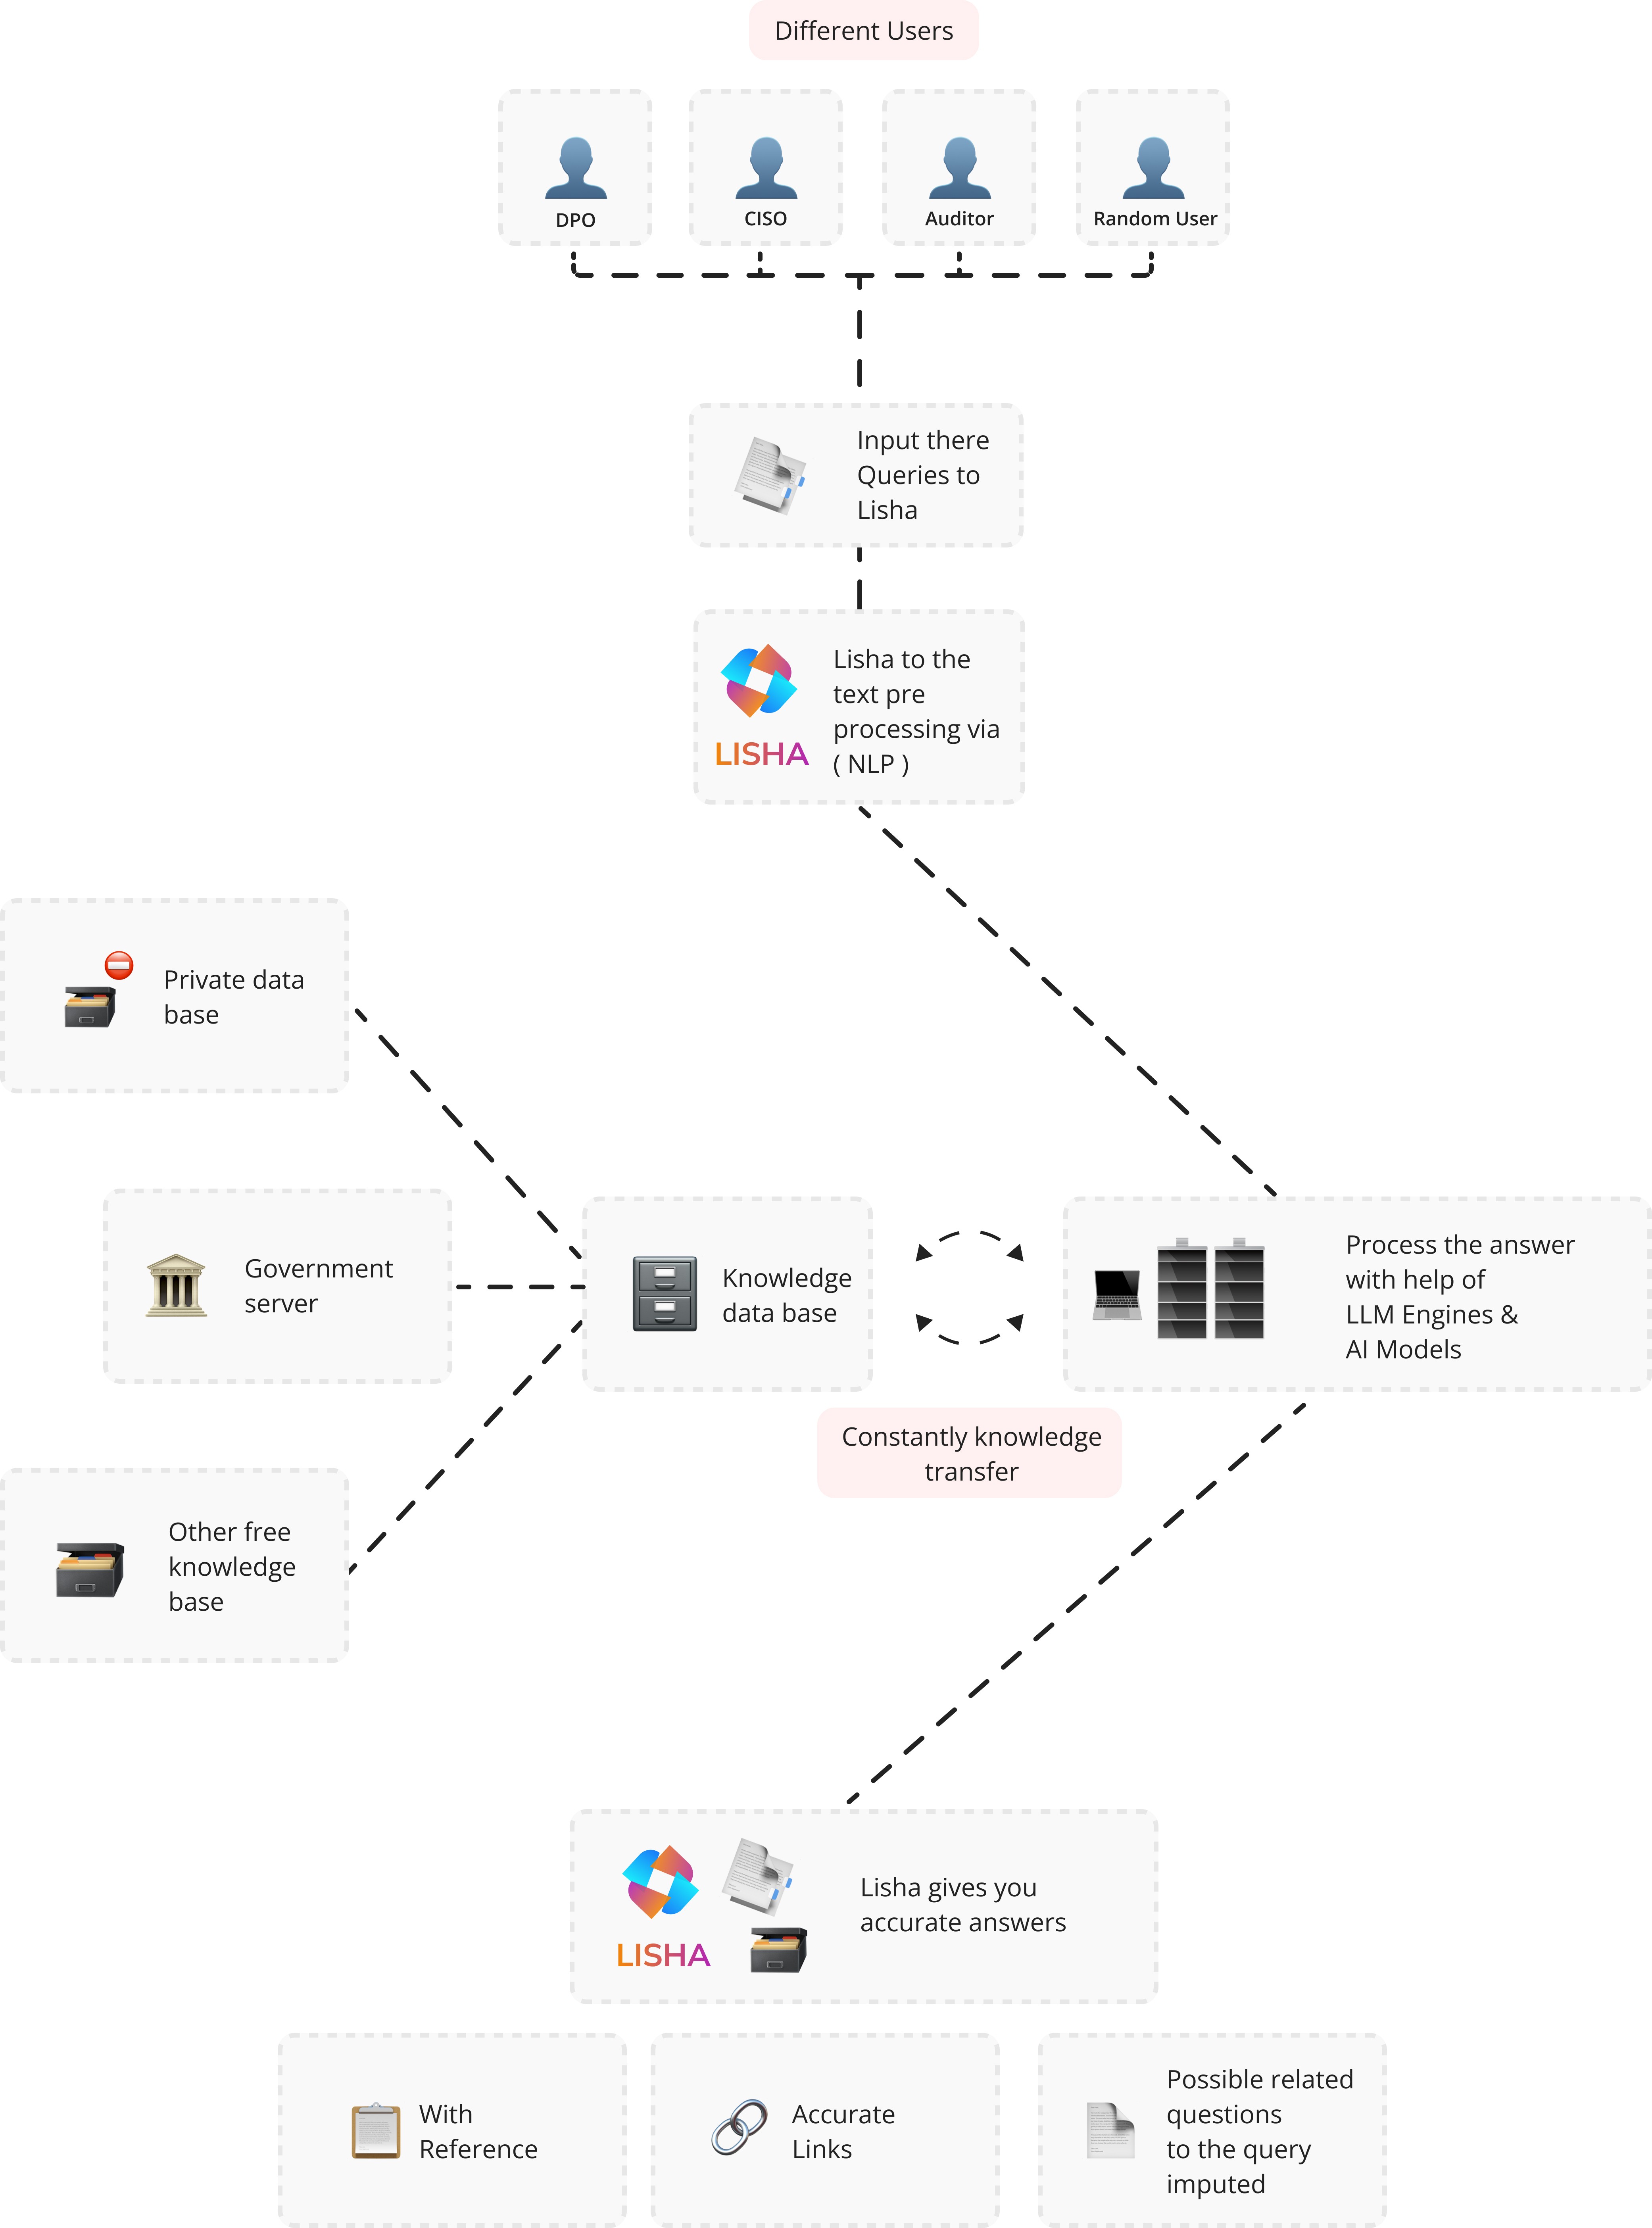 Different Users
DPO
CISO
Auditor
Random User
Input there
Queries to
Lisha
LISHA
Lisha to the
text pre
processing via
( NLP )
Private data
base
Government
server
Knowledge
data base
Process the answer
with help of
LLM Engines &
AI Models
Constantly knowledge
transfer
Other free
knowledge
base
LISHA
Lisha gives you
accurate answers
With
Reference
Accurate
Links
Possible related
questions
to the query
imputed